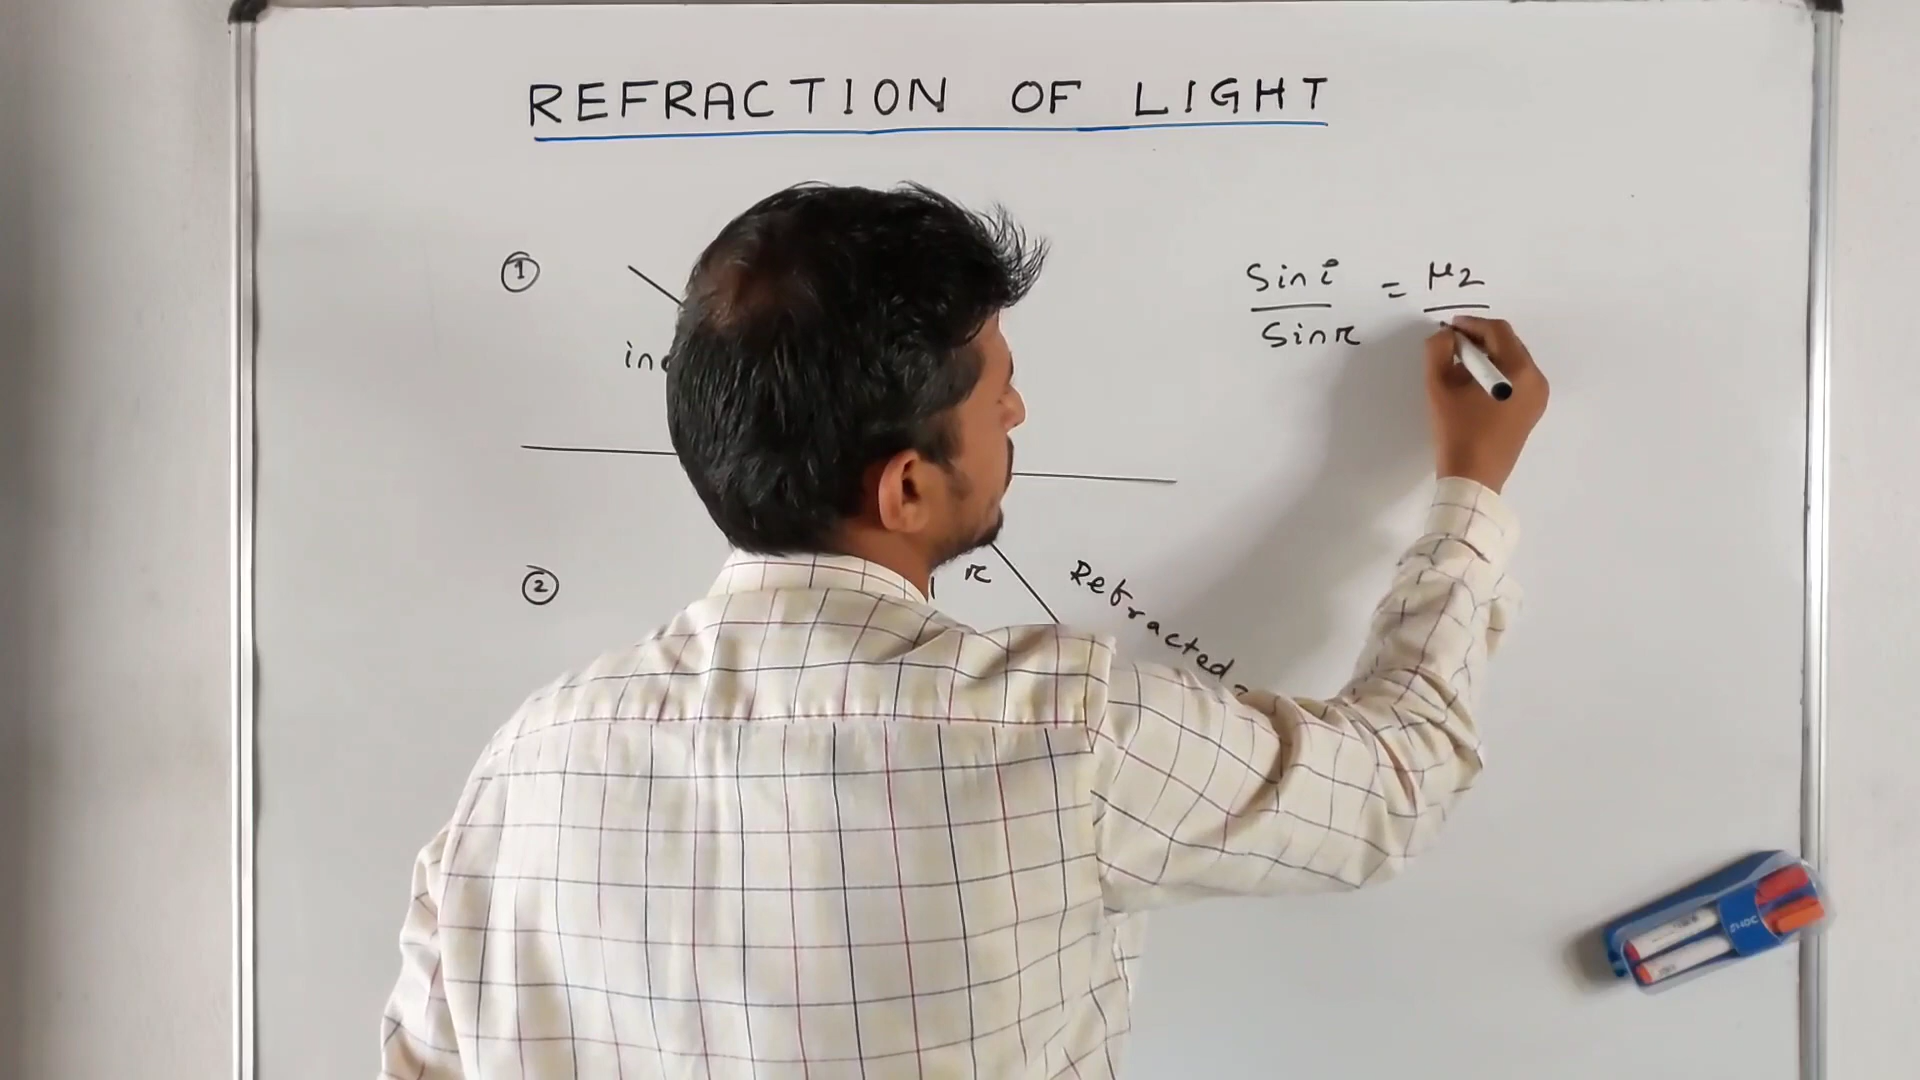 REFRACTION OF LIGHT
①
Sin i = μ2
Sin r
②
r
Refracted